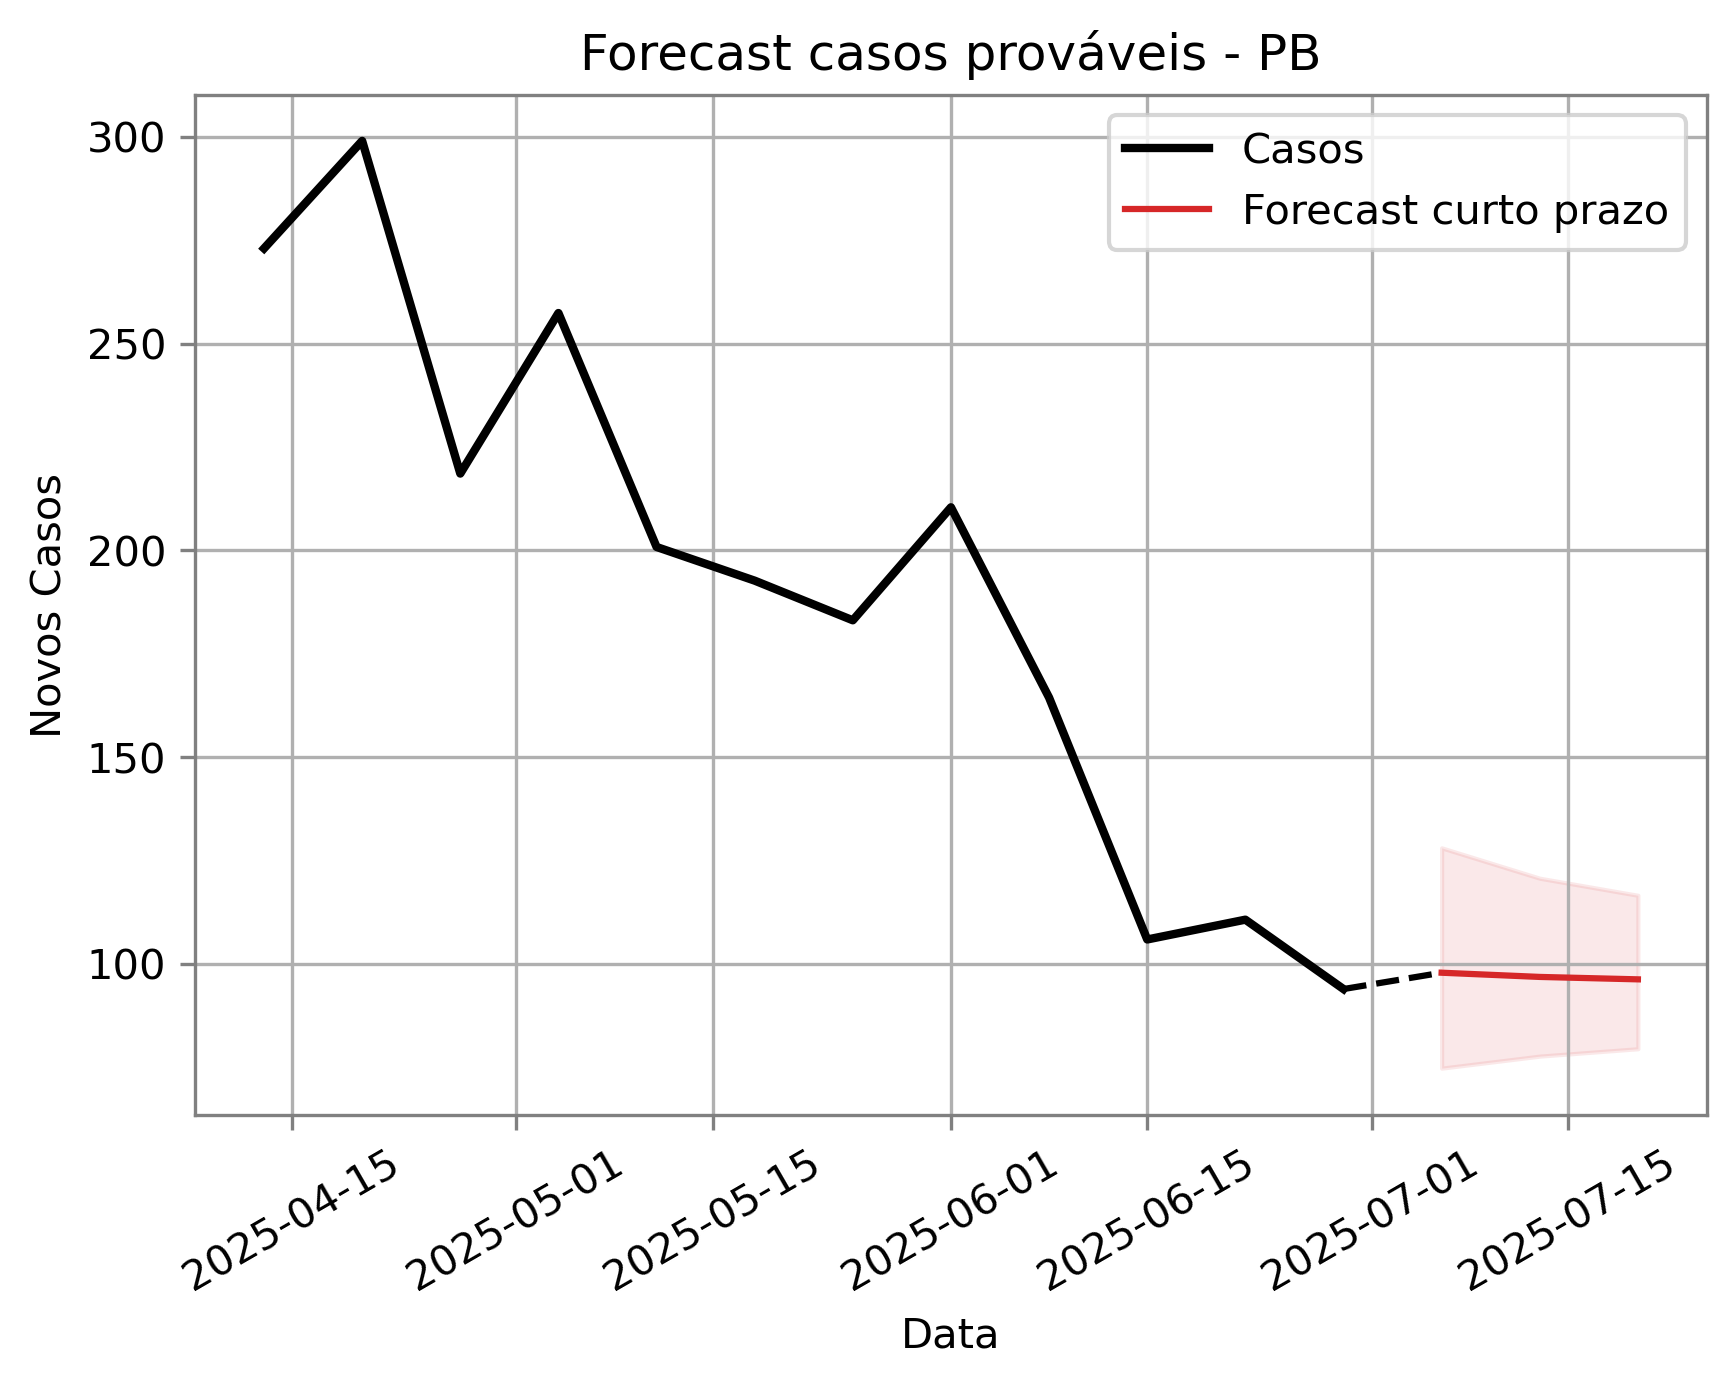 Forecast casos prováveis - PB
Casos
Forecast curto prazo
300
250
200
150
100
Novos Casos
2025-04-15
2025-05-01
2025-05-15
2025-06-01
2025-06-15
2025-07-01
2025-07-15
Data